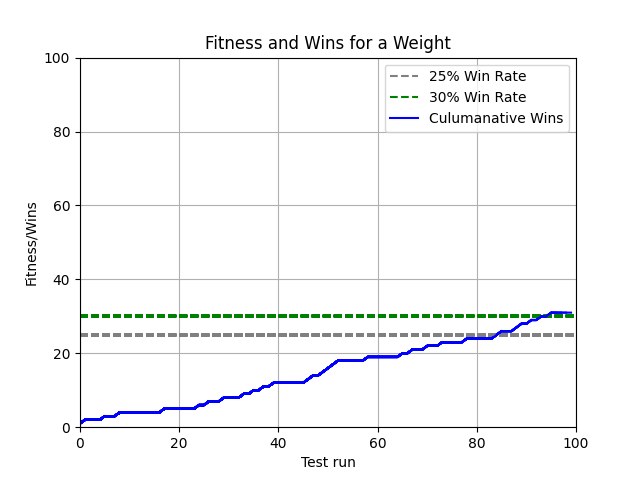 Fitness and Wins for a Weight
100
80
60
40
20
0
Fitness/Wins
25% Win Rate
30% Win Rate
Culumanative Wins
0 20 40 60 80 100
Test run